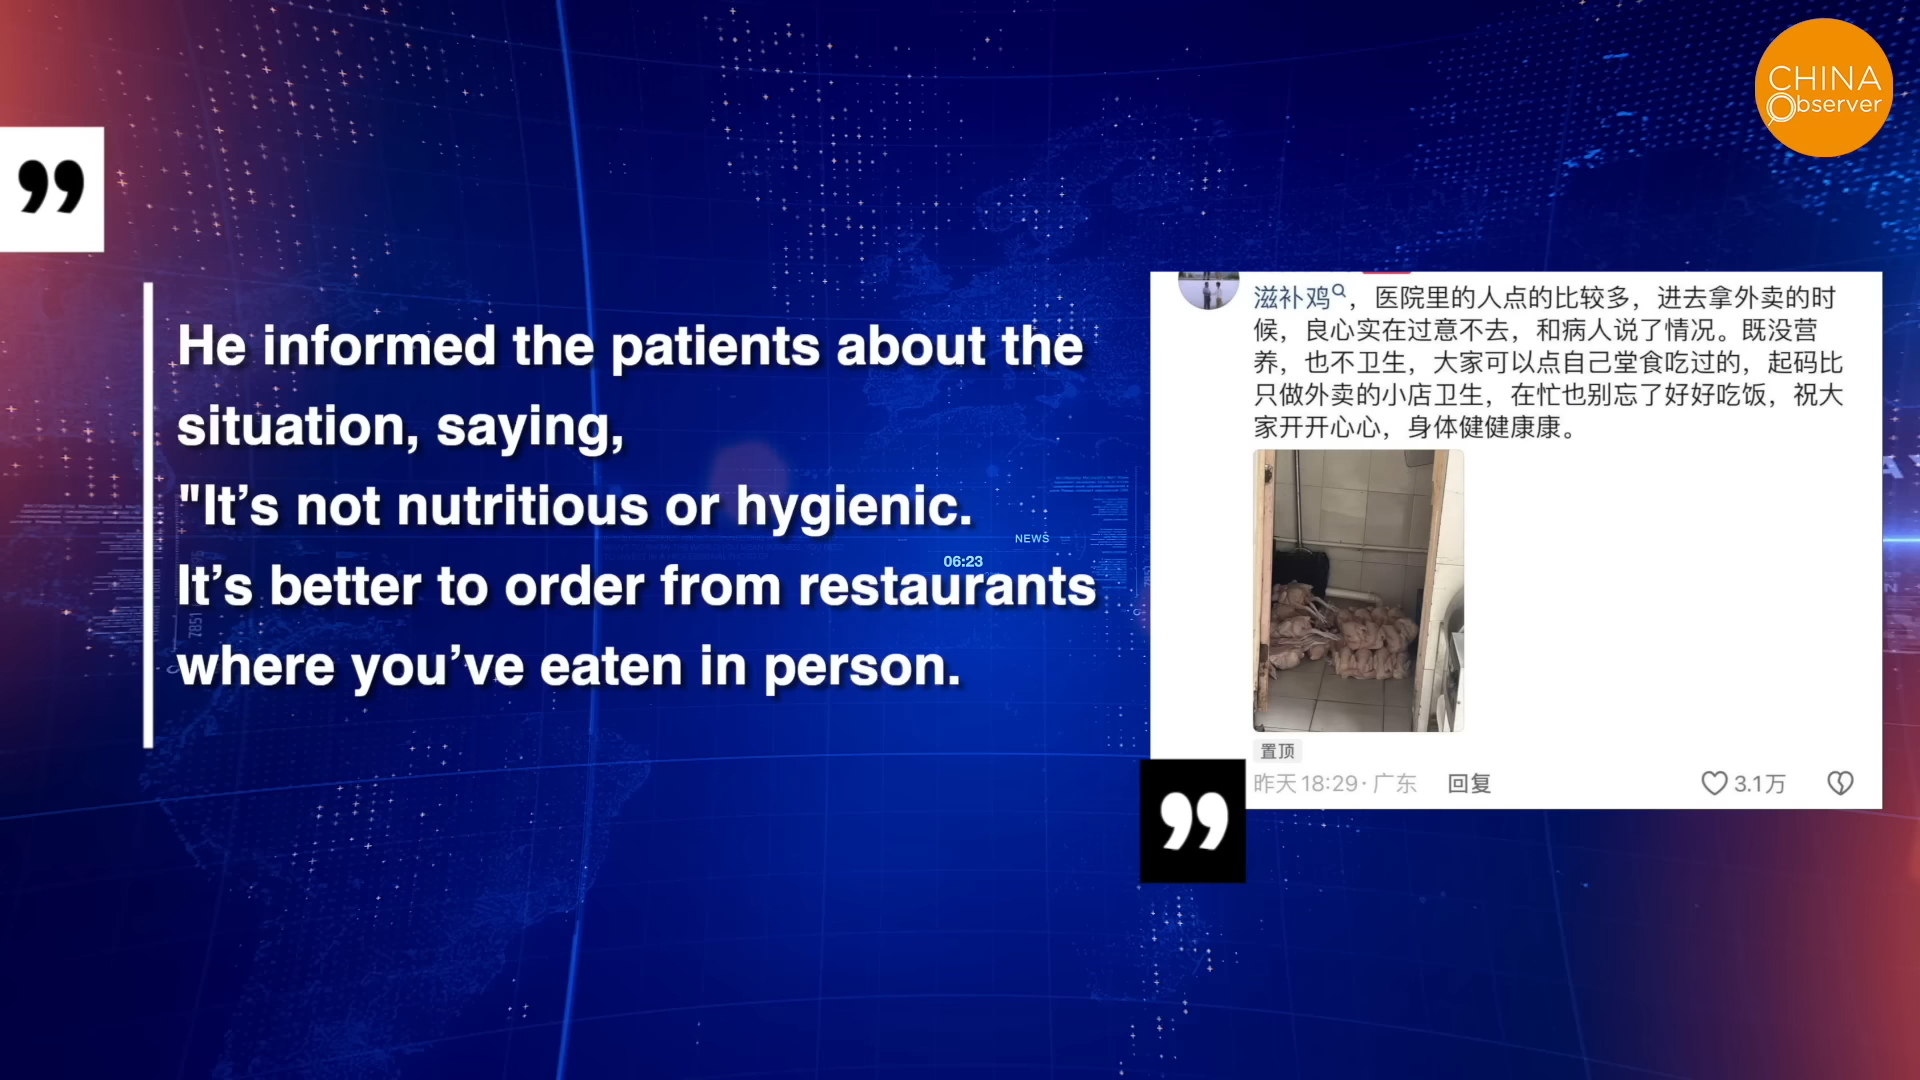 CHINA
Observer
”
He informed the patients about the
situation, saying,
"It’s not nutritious or hygienic.
It’s better to order from restaurants
where you’ve eaten in person.
NEWS
06:23
滋补鸡，医院里的人点的比较多，进去拿外卖的时
候，良心实在过意不去，和病人说了情况。既没营
养，也不卫生，大家可以点自己堂食吃过的，起码比
只做外卖的小店卫生，在忙也别忘了好好吃饭，祝大
家开开心心，身体健健康康。
置顶
昨天18:29·广东 回复 3.1万
”